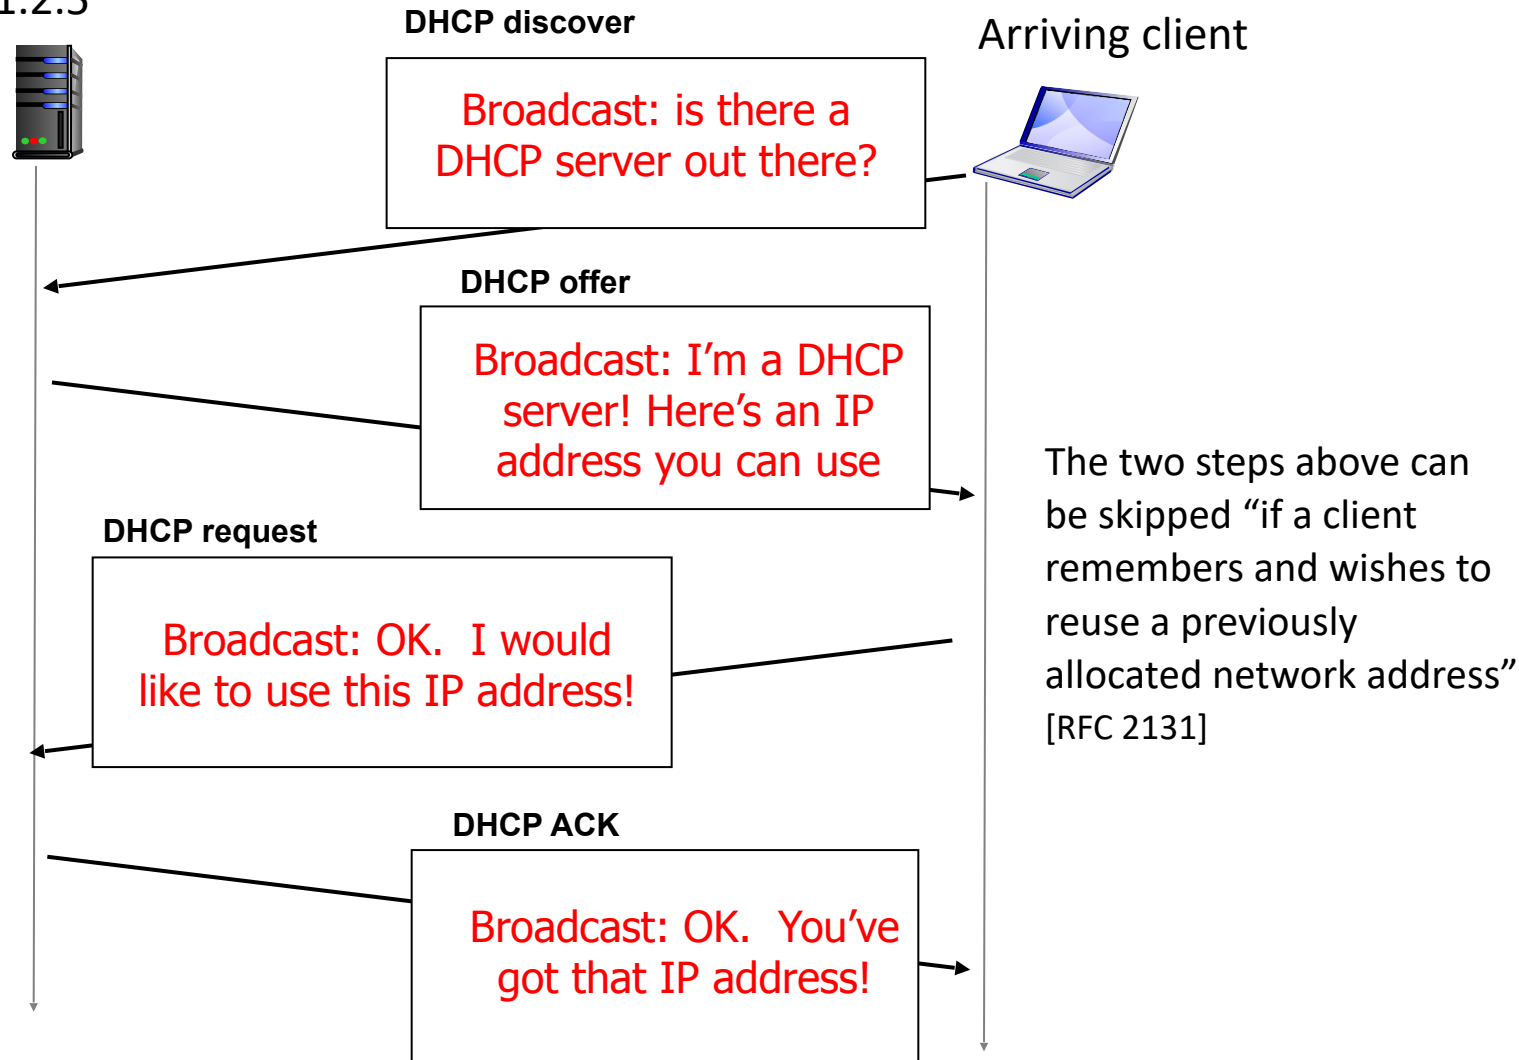 DHCP discover
Arriving client
Broadcast: is there a
DHCP server out there?
DHCP offer
Broadcast: I’m a DHCP
server! Here’s an IP
address you can use
The two steps above can
be skipped “if a client
remembers and wishes to
reuse a previously
allocated network address”
[RFC 2131]
DHCP request
Broadcast: OK. I would
like to use this IP address!
DHCP ACK
Broadcast: OK. You’ve
got that IP address!